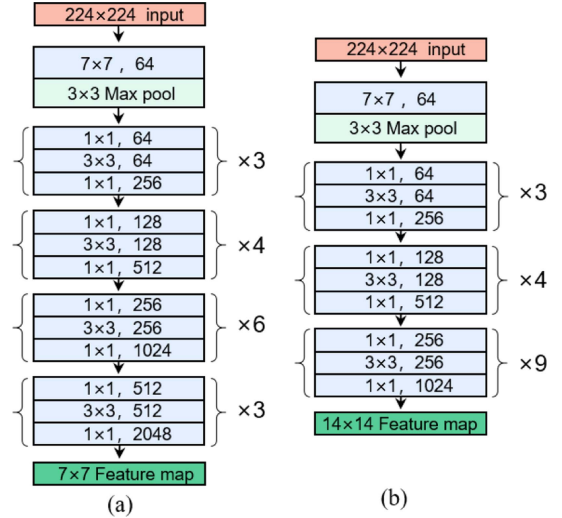 224×224 input
7×7 , 64
3×3 Max pool
1×1, 64
3×3, 64
1×1, 256
×3
1×1, 128
3×3, 128
1×1, 512
×4
1×1, 256
3×3, 256
1×1, 1024
×6
1×1, 512
3×3, 512
1×1, 2048
×3
7×7 Feature map
(a)
224×224 input
7×7 , 64
3×3 Max pool
1×1, 64
3×3, 64
1×1, 256
×3
1×1, 128
3×3, 128
1×1, 512
×4
1×1, 256
3×3, 256
1×1, 1024
×9
14×14 Feature map
(b)